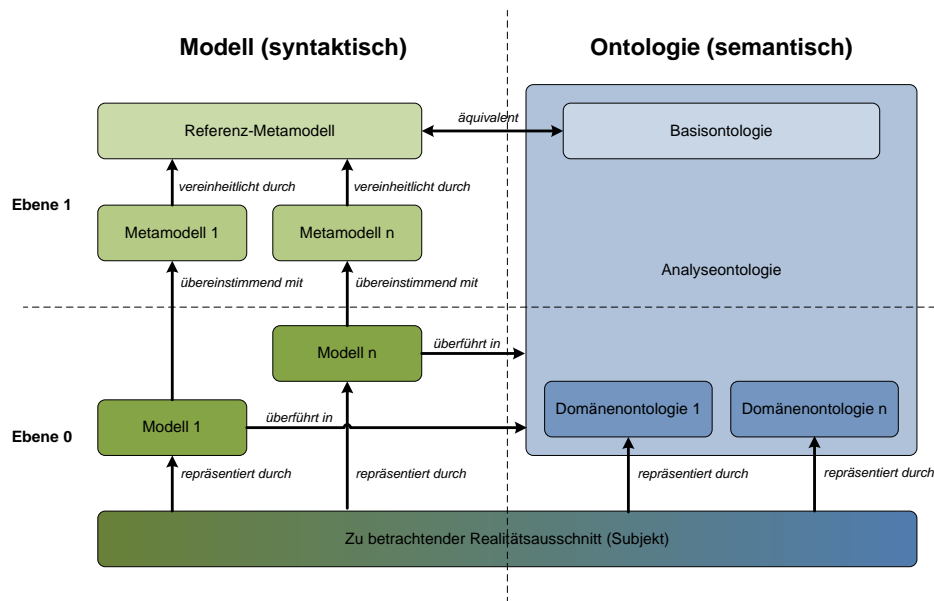 Modell (syntaktisch)
Ontologie (semantisch)
Referenz-Metamodell
äquivalent
Basisontologie
vereinheitlicht durch
vereinheitlicht durch
Ebene 1
Metamodell 1
Metamodell n
Analyseontologie
übereinstimmend mit
übereinstimmend mit
Modell n
überführt in
Domänenontologie 1
Domänenontologie n
Ebene 0
Modell 1
überführt in
repräsentiert durch
repräsentiert durch
repräsentiert durch
repräsentiert durch
Zu betrachtender Realitätsausschnitt (Subjekt)